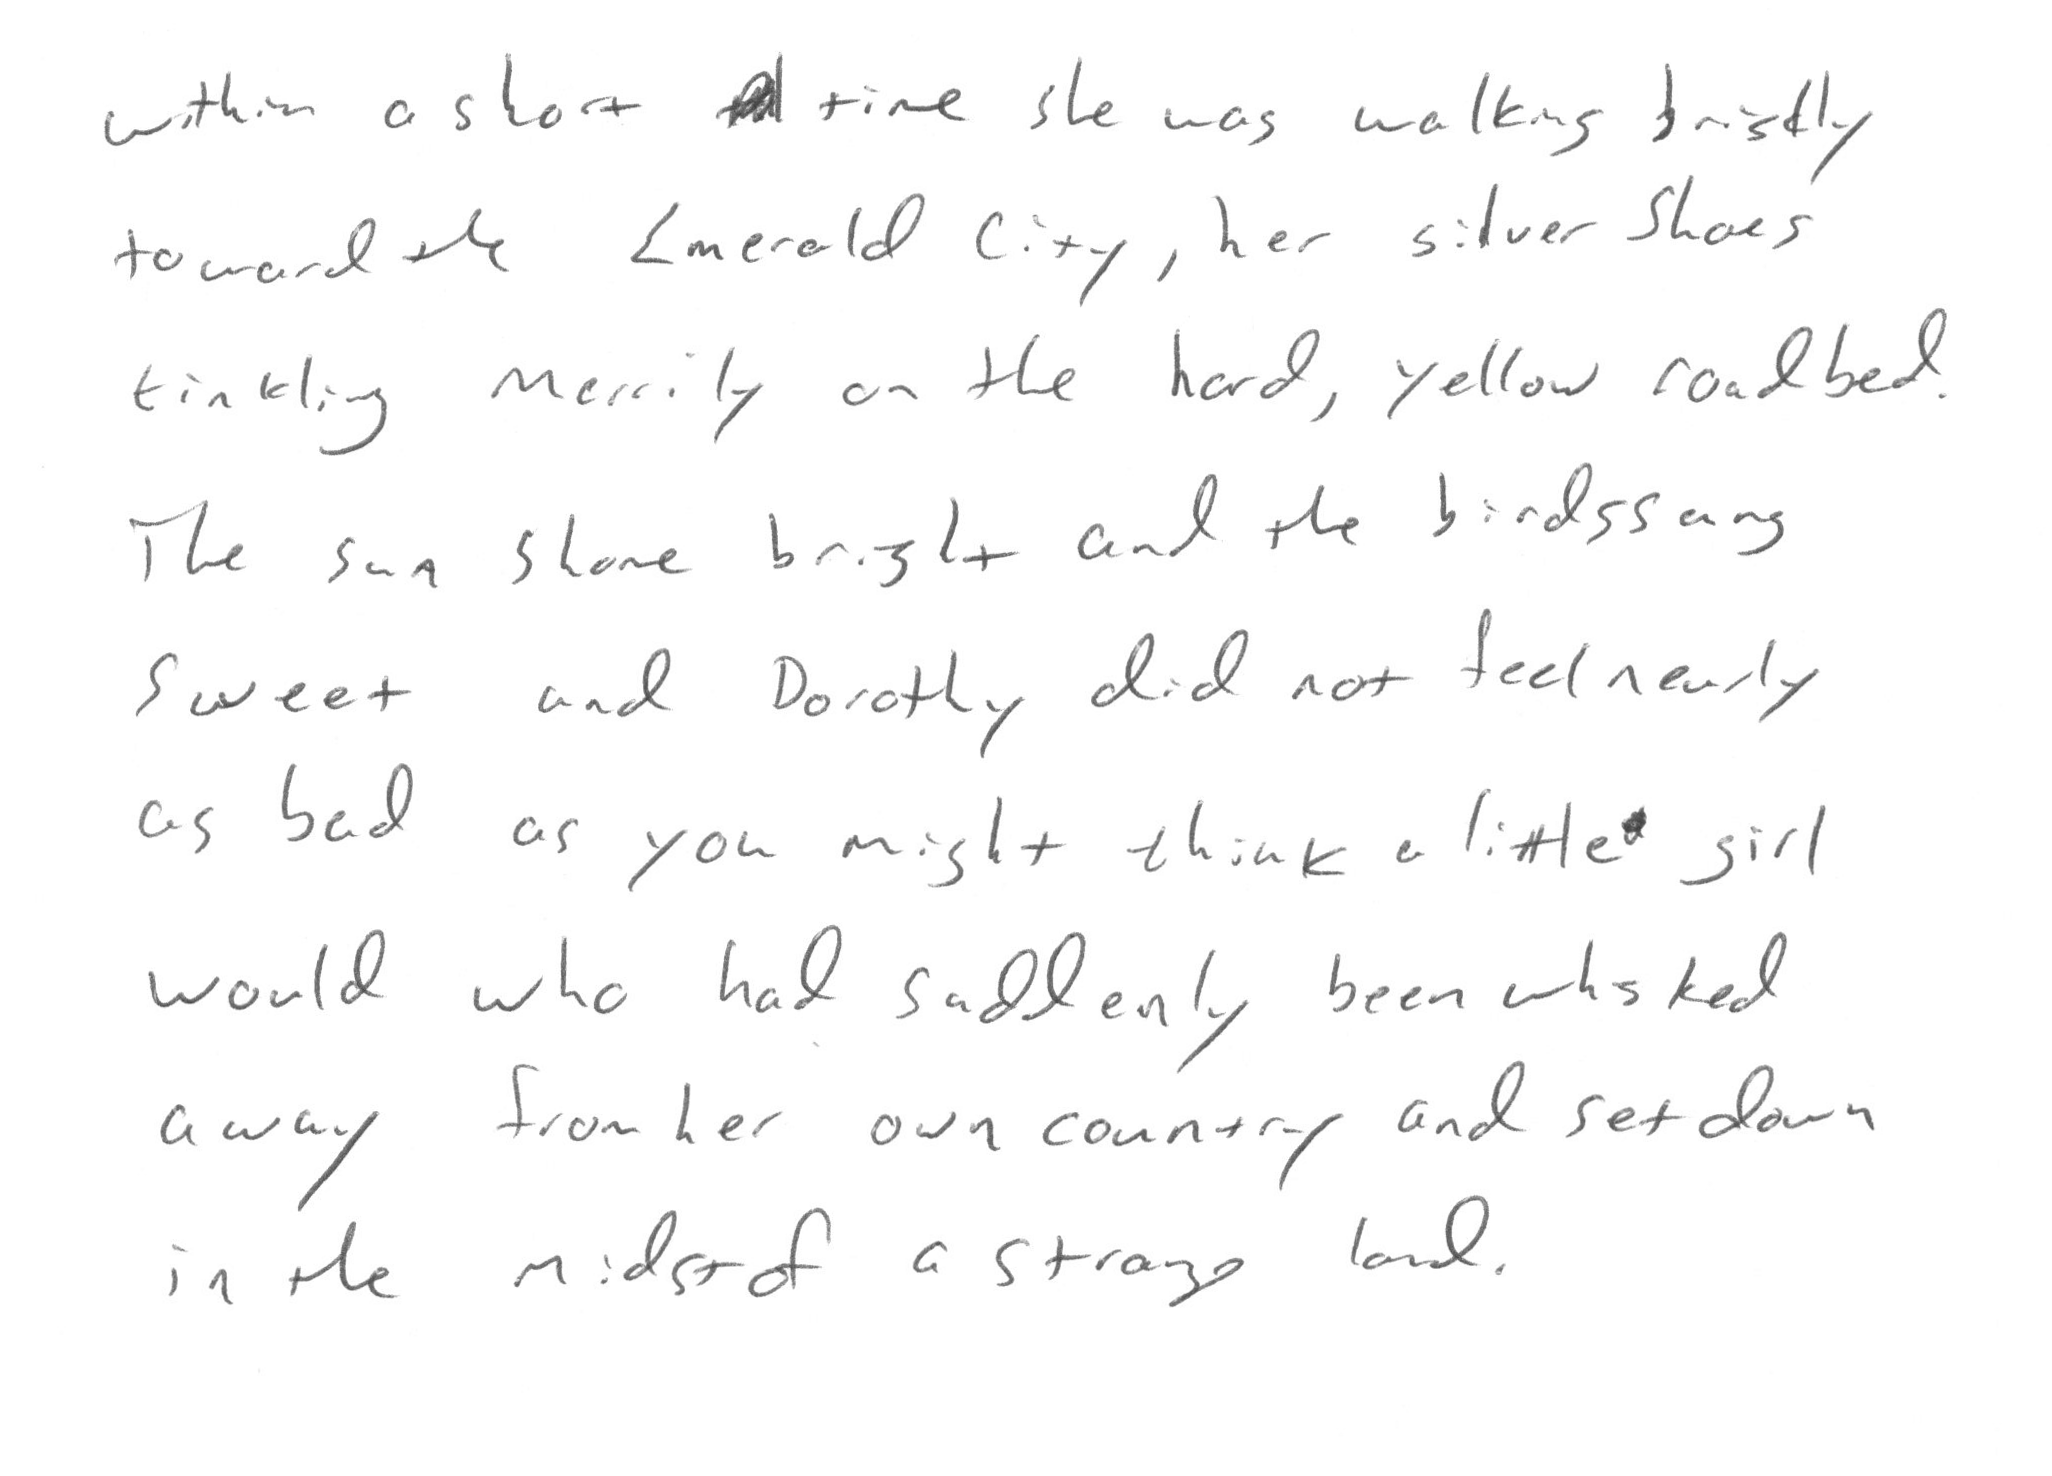 within a short time she was walking briskly
toward the Emerald City, her silver Shoes
tinkling merrily on the hard, yellow roadbed.
The sun shone bright and the birds sang
sweet and Dorothy did not feel nearly
as bad as you might think a little girl
would who had suddenly been whisked
away from her own country and set down
in the midst of a strange land.